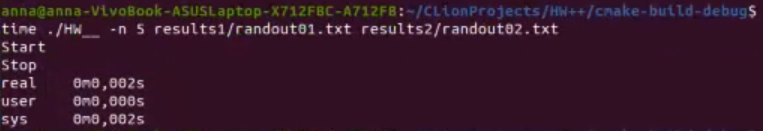 anna@anna-VivoBook-ASUSLaptop-X712FBC-A712FB:~/CLionProjects/HW++/cmake-build-debug$
time ./HW__ -n 5 results1/randout01.txt results2/randout02.txt
Start
Stop
real 0m0,002s
user 0m0,000s
sys 0m0,002s